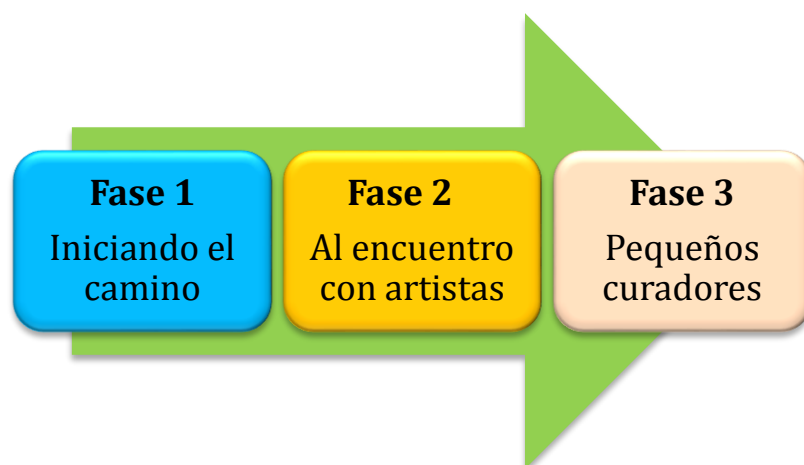 Fase 1
Iniciando el
camino
Fase 2
Al encuentro
con artistas
Fase 3
Pequeños
curadores